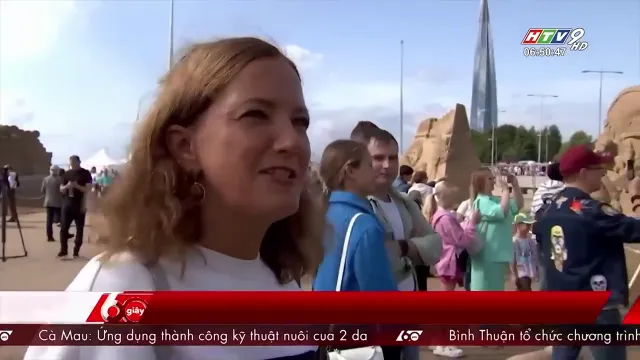 HTV9 HD
06:50:47
60 giây
Cà Mau: Ứng dụng thành công kỹ thuật nuôi cua 2 da
60 Bình Thuận tổ chức chương trình